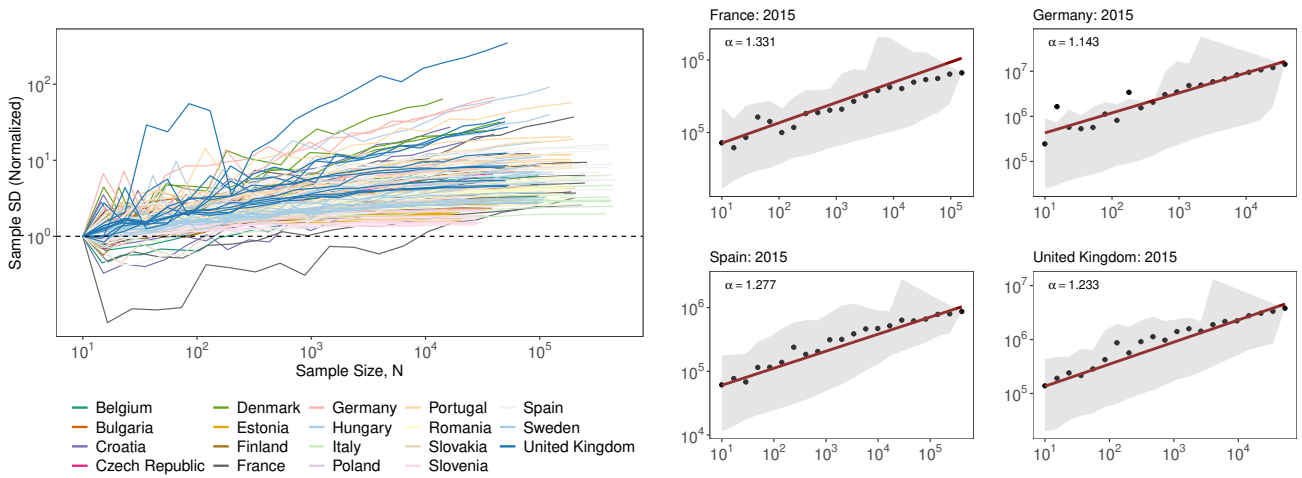 Sample SD (Normalized)
10²
10¹
10⁰
10¹ 10² 10³ 10⁴ 10⁵
Sample Size, N
Belgium Denmark Germany Portugal Spain
Bulgaria Estonia Hungary Romania Sweden
Croatia Finland Italy Slovakia United Kingdom
Czech Republic France Poland Slovenia
France: 2015
α = 1.331
10⁶
10⁵
10¹ 10² 10³ 10⁴ 10⁵
Germany: 2015
α = 1.143
10⁷
10⁶
10⁵
10¹ 10² 10³ 10⁴
Spain: 2015
α = 1.277
10⁶
10⁵
10⁴
10¹ 10² 10³ 10⁴ 10⁵
United Kingdom: 2015
α = 1.233
10⁷
10⁶
10⁵
10¹ 10² 10³ 10⁴